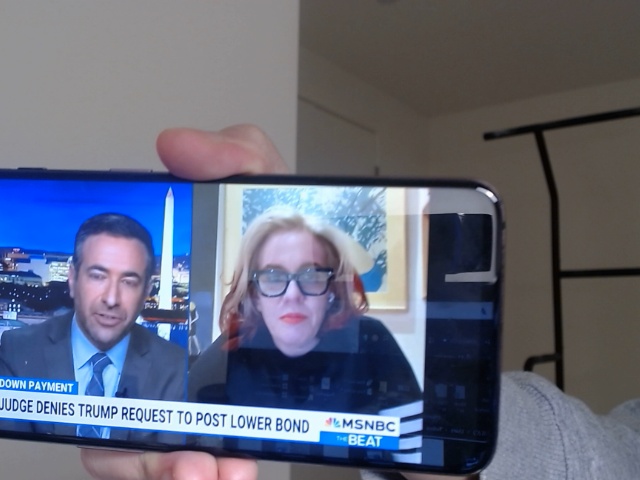 DOWN PAYMENT
JUDGE DENIES TRUMP REQUEST TO POST LOWER BOND
MSNBC
THE BEAT